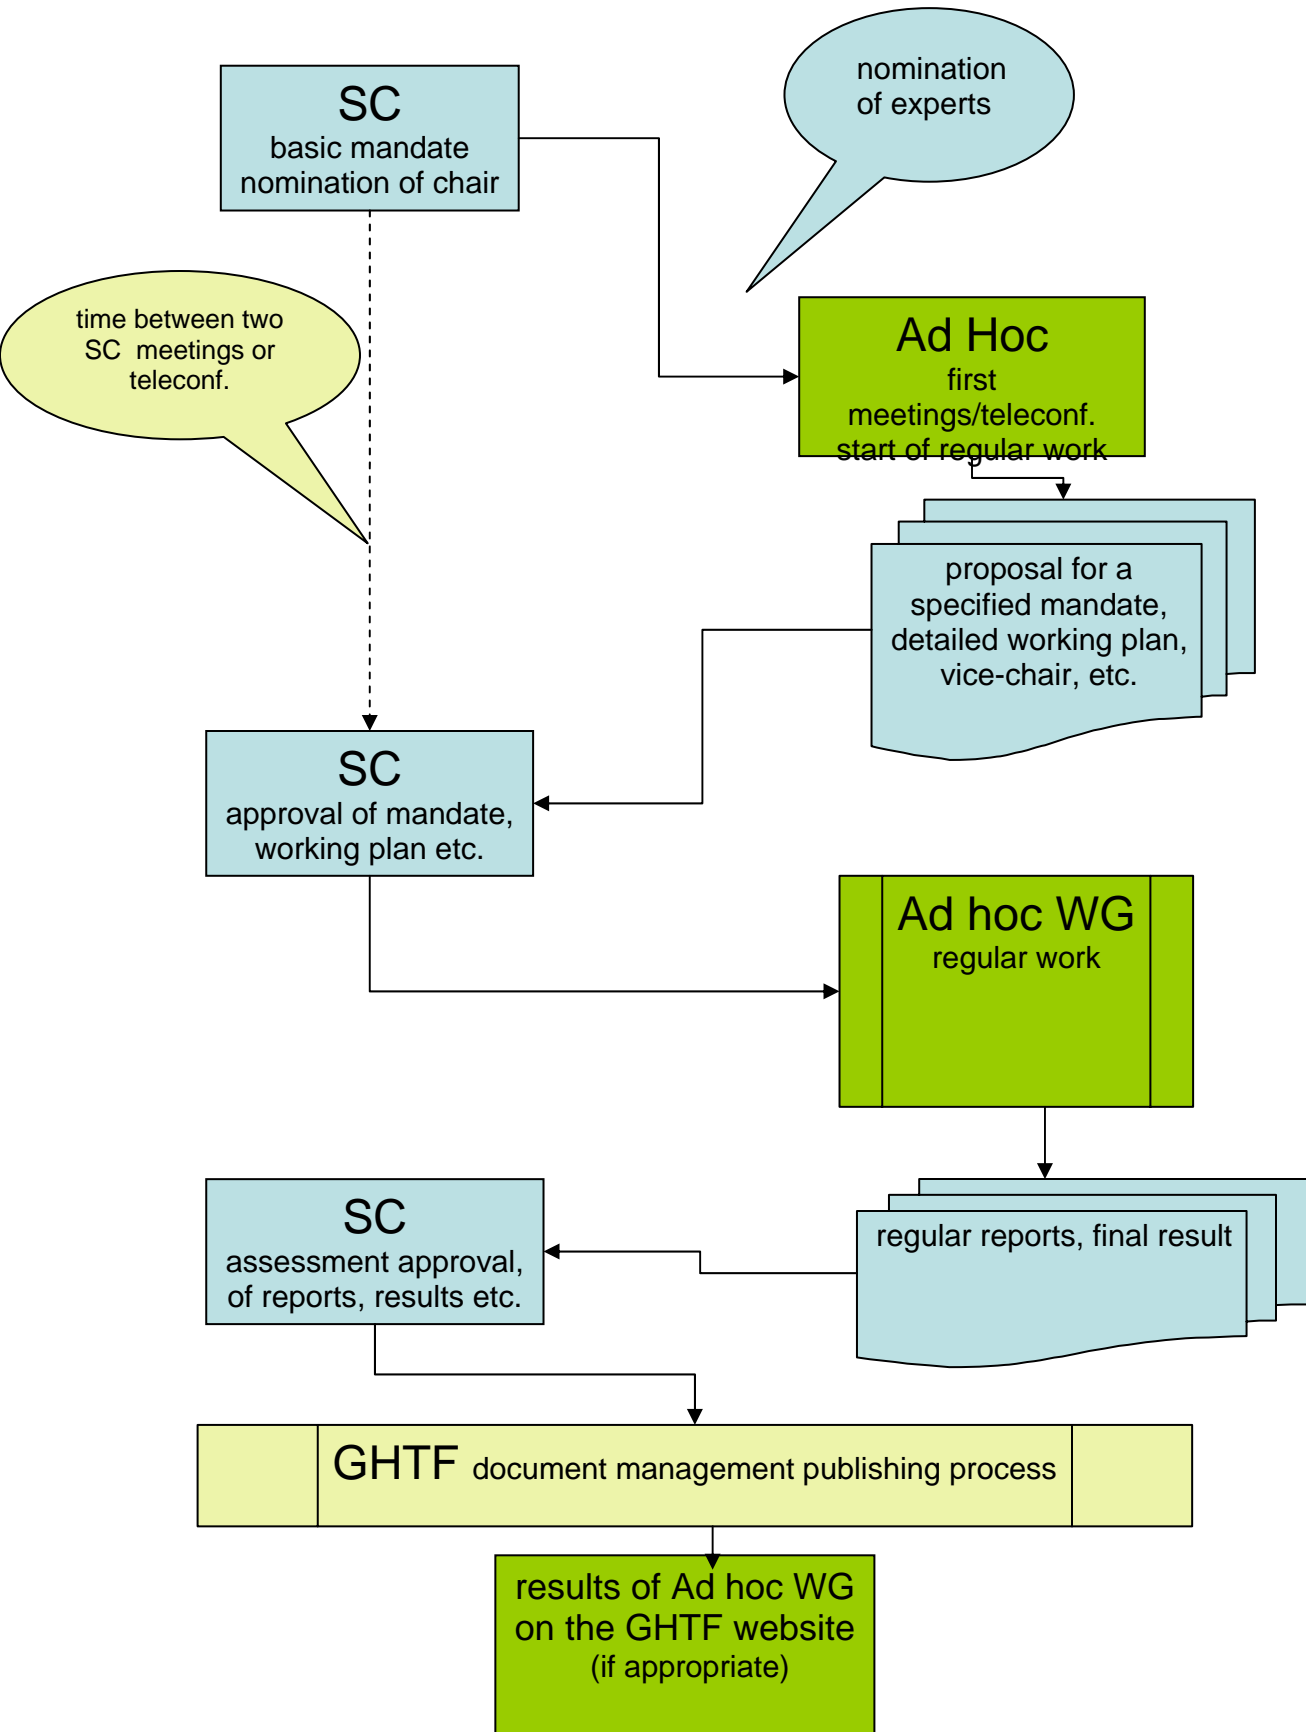 SC
basic mandate
nomination of chair
nomination
of experts
time between two
SC meetings or
teleconf.
Ad Hoc
first
meetings/teleconf.
start of regular work
proposal for a
specified mandate,
detailed working plan,
vice-chair, etc.
SC
approval of mandate,
working plan etc.
Ad hoc WG
regular work
SC
assessment approval,
of reports, results etc.
regular reports, final result
GHTF document management publishing process
results of Ad hoc WG
on the GHTF website
(if appropriate)